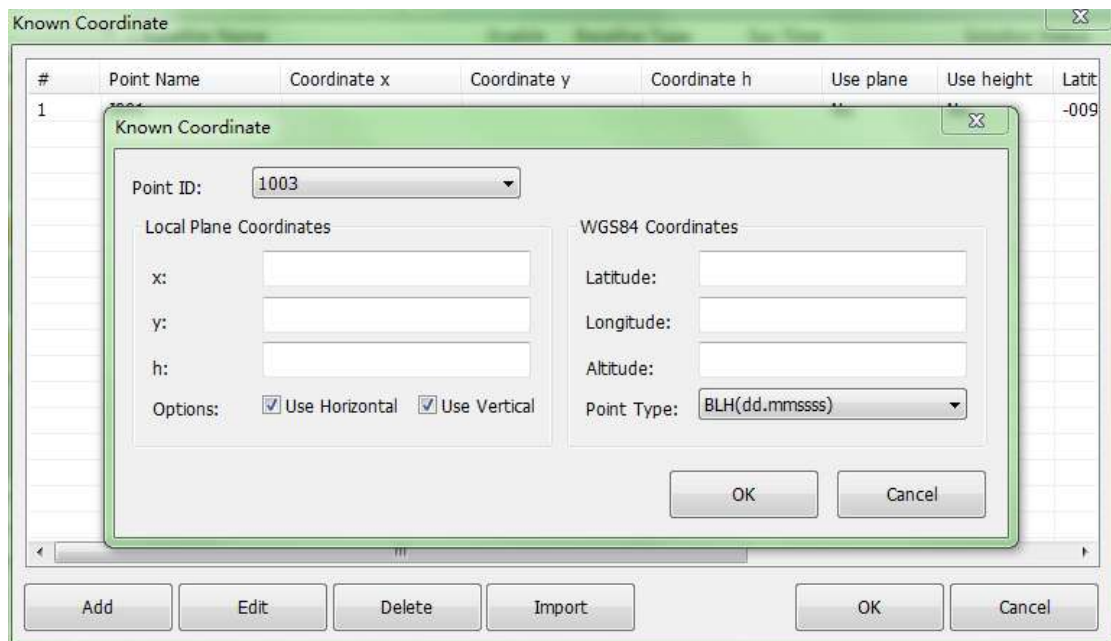 Known Coordinate
# Point Name Coordinate x Coordinate y Coordinate h Use plane Use height Latit
1 -009
Known Coordinate
Point ID: 1003
Local Plane Coordinates
x:
y:
h:
Options: Use Horizontal Use Vertical
WGS84 Coordinates
Latitude:
Longitude:
Altitude:
Point Type: BLH(dd.mmssss)
OK Cancel
Add Edit Delete Import OK Cancel